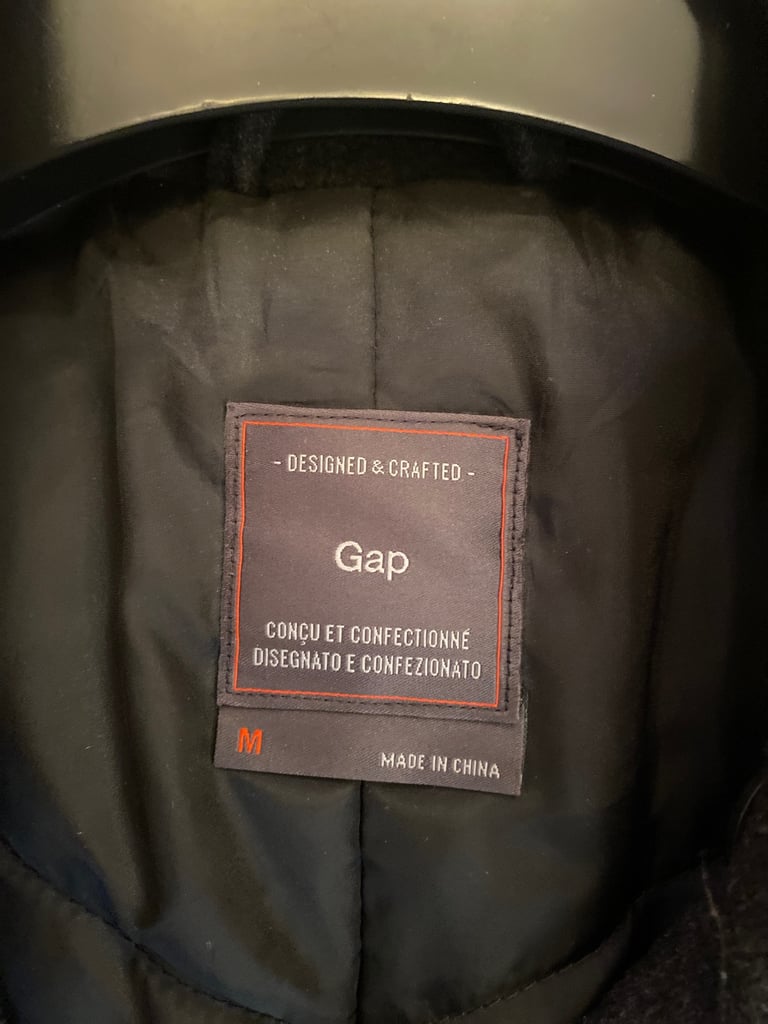 - DESIGNED & CRAFTED -
Gap
CONÇU ET CONFECTIONNÉ
DISEGNATO E CONFEZIONATO
M
MADE IN CHINA